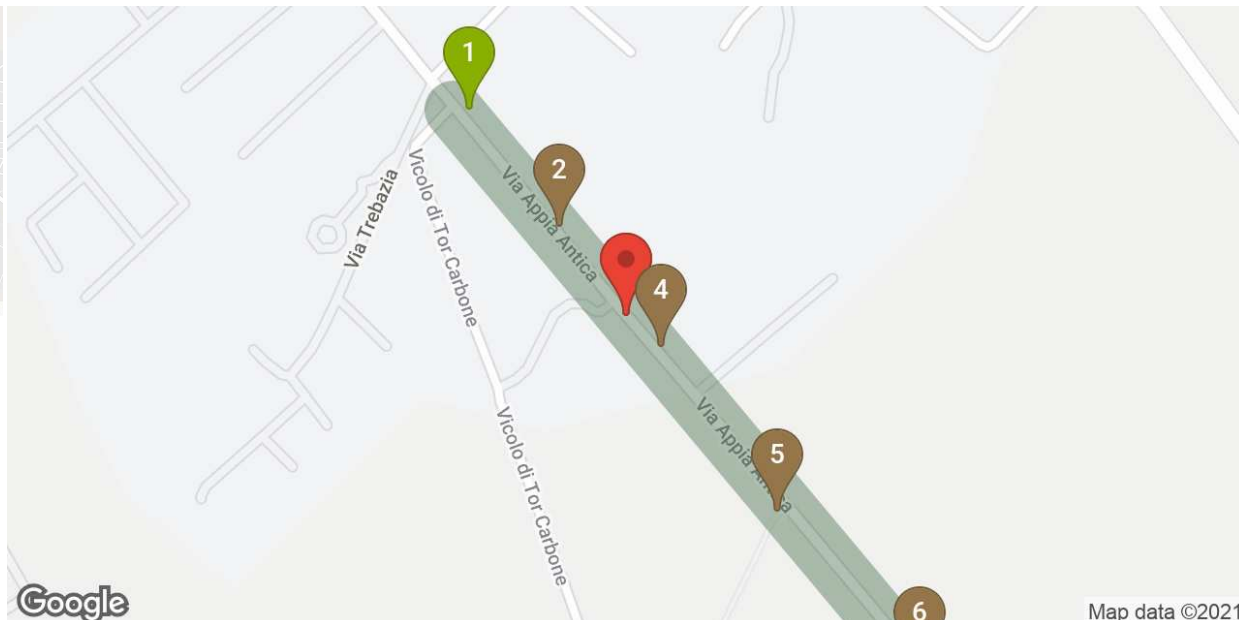 1
2
Via Appia Antica
Via Trebazia
Vicolo di Tor Carbone
4
Via Appia Antica
Vicolo di Tor Carbone
5
6
Google
Map data ©2021